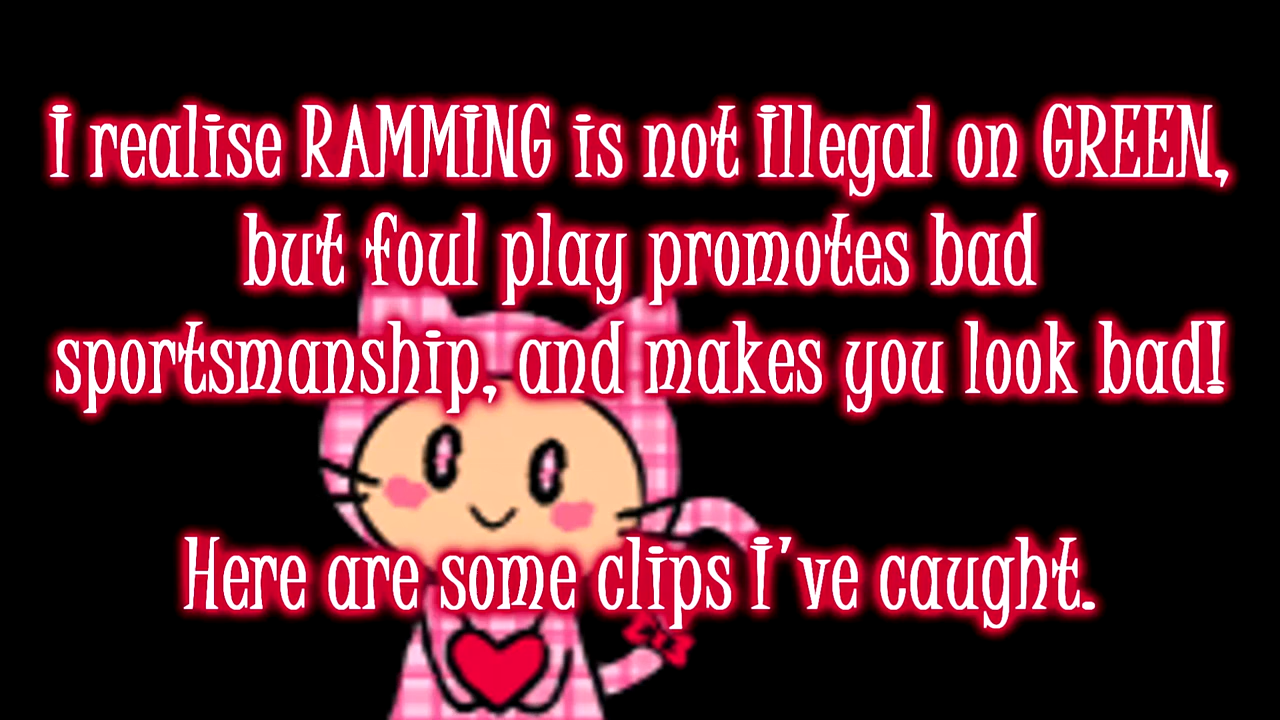 I realise RAMMING is not illegal on GREEN,
but foul play promotes bad
sportsmanship, and makes you look bad!
Here are some clips I've caught.